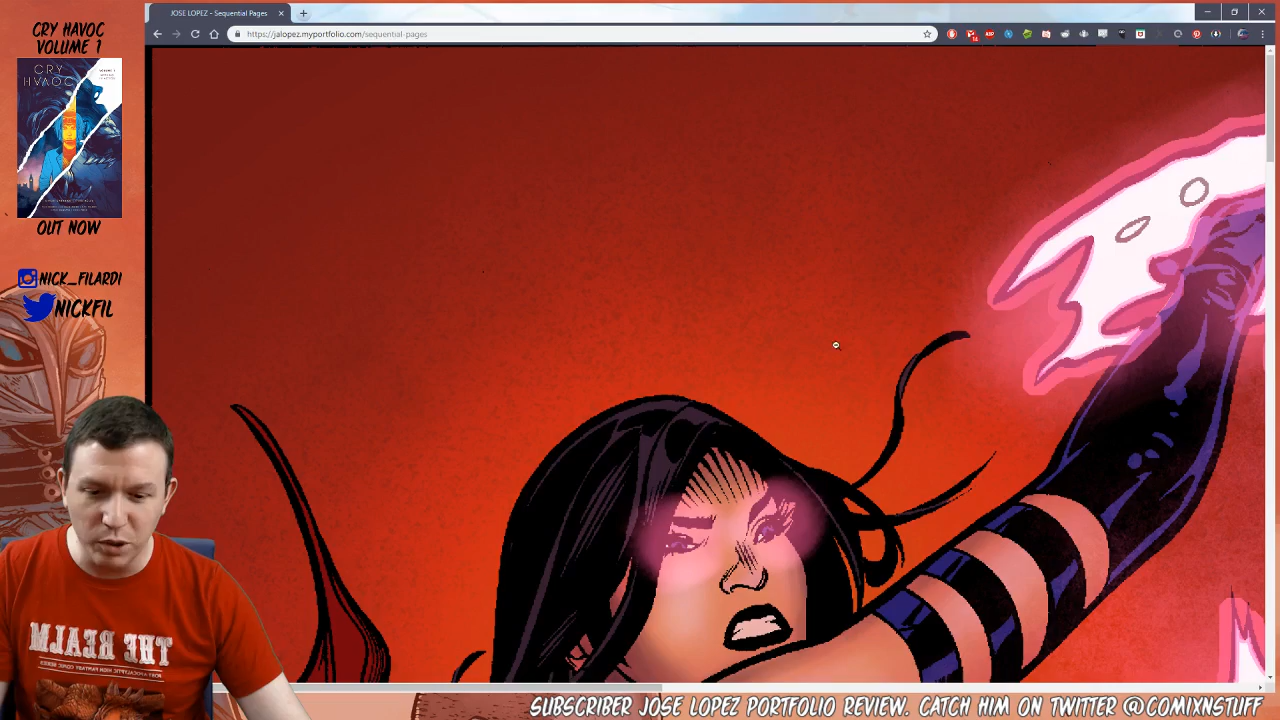 CRY HAVOC
VOLUME 1
CRY
HAVOC
OUT NOW
NICK_FILARDI
NICKFIL
JOSE LOPEZ - Sequential Pages
https://jalopez.myportfolio.com/sequential-pages
THE REALM
SUBSCRIBER JOSE LOPEZ PORTFOLIO REVIEW. CATCH HIM ON TWITTER @COMIXNSTUFF